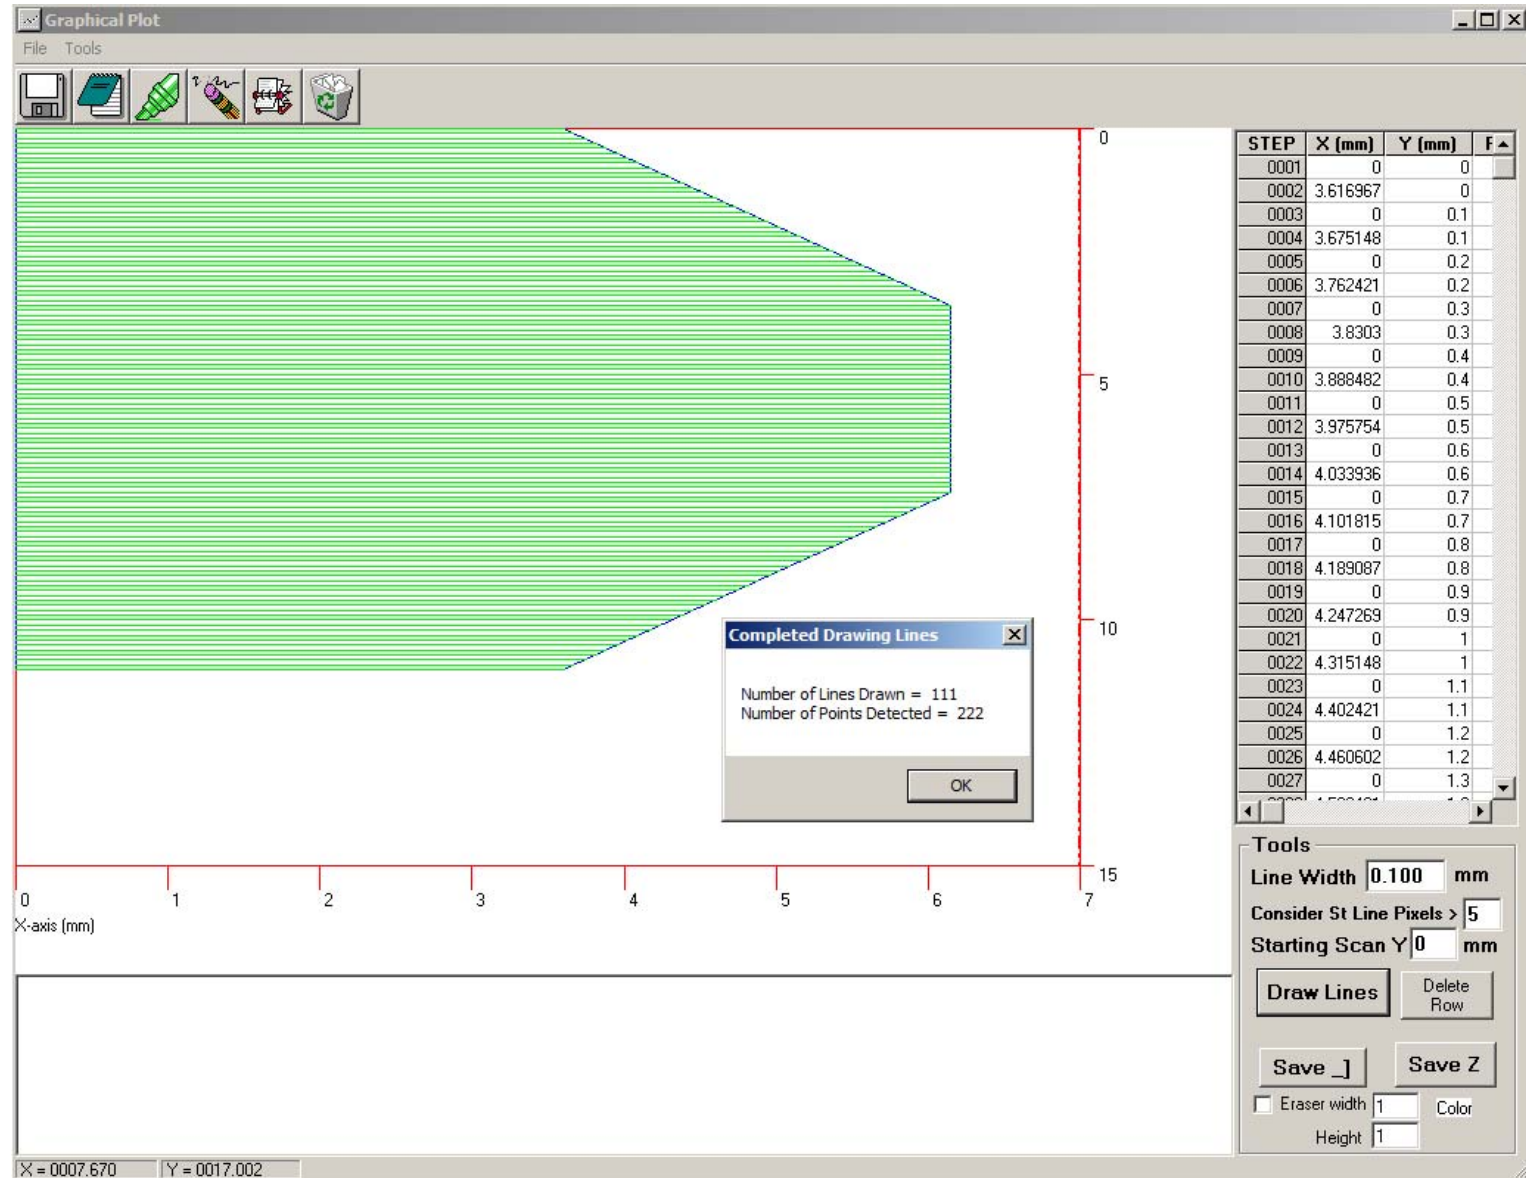 Graphical Plot
File Tools
0
5
10
15
0 1 2 3 4 5 6 7
X-axis (mm)
Completed Drawing Lines
Number of Lines Drawn = 111
Number of Points Detected = 222
OK
STEP X (mm) Y (mm)
0001 0 0
0002 3.616967 0
0003 0 0.1
0004 3.675148 0.1
0005 0 0.2
0006 3.762421 0.2
0007 0 0.3
0008 3.8303 0.3
0009 0 0.4
0010 3.888482 0.4
0011 0 0.5
0012 3.975754 0.5
0013 0 0.6
0014 4.033936 0.6
0015 0 0.7
0016 4.101815 0.7
0017 0 0.8
0018 4.189087 0.8
0019 0 0.9
0020 4.247269 0.9
0021 0 1
0022 4.315148 1
0023 0 1.1
0024 4.402421 1.1
0025 0 1.2
0026 4.460602 1.2
0027 0 1.3
Tools
Line Width 0.100 mm
Consider St Line Pixels > 5
Starting Scan Y 0 mm
Draw Lines
Delete
Row
Save _] Save Z
Eraser width 1 Color
Height 1
X = 0007.670 Y = 0017.002